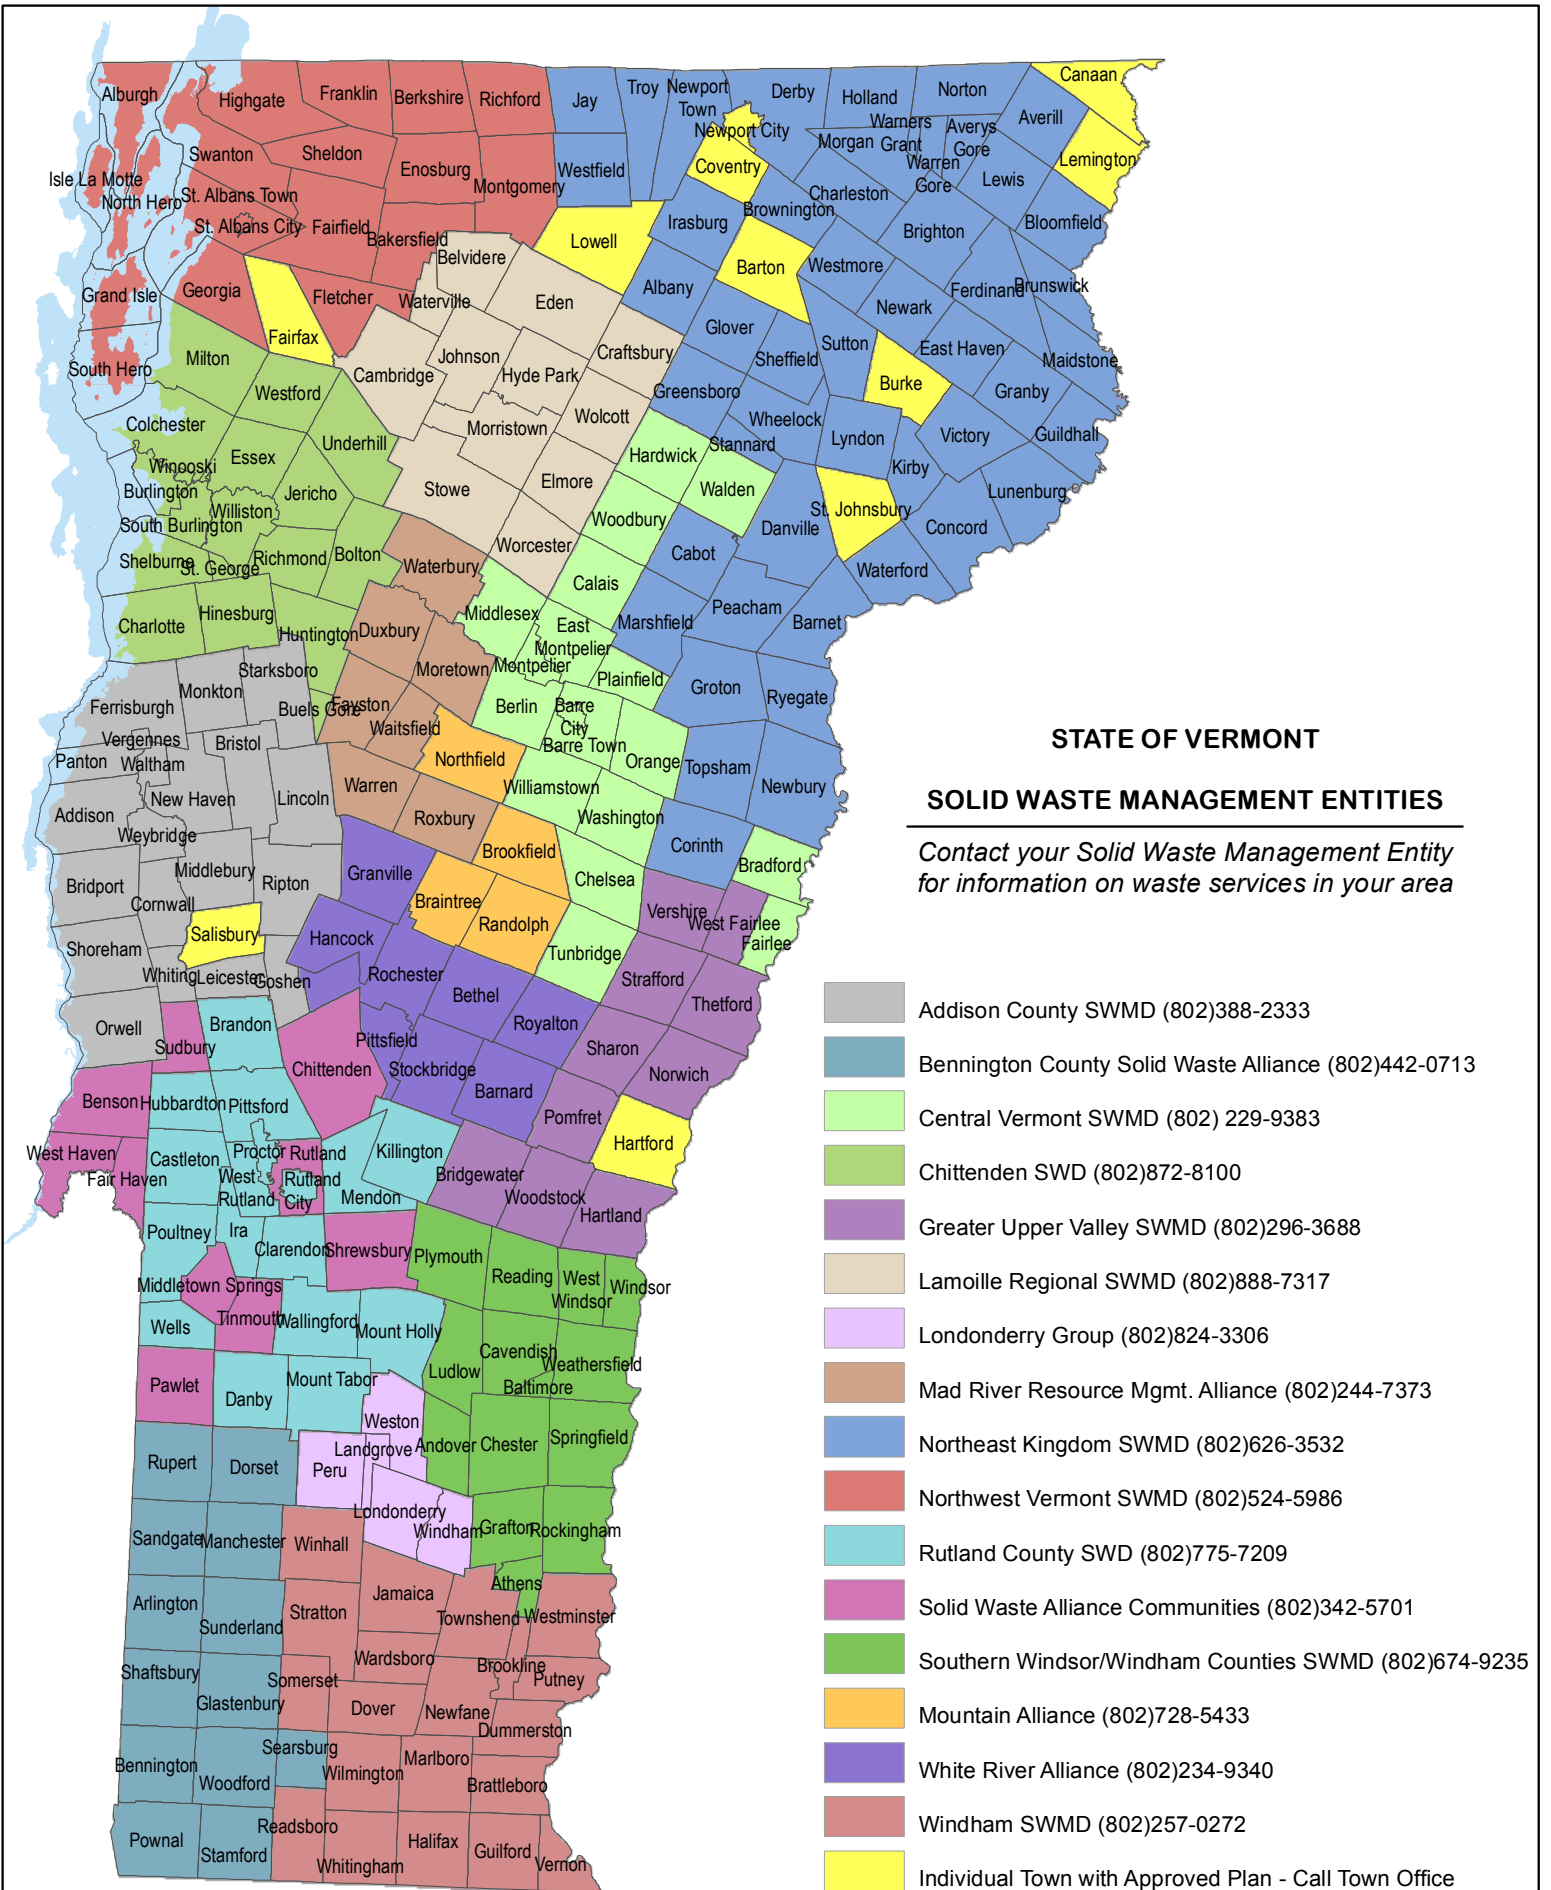 Canaan
Alburgh
Highgate
Franklin
Berkshire
Richford
Jay
Troy
Newport
Town
Derby
Holland
Norton
Warners
Grant
Averys
Gore
Averill
Newport City
Morgan
Warren
Gore
Lemington
Swanton
Sheldon
Enosburg
Montgomery
Westfield
Coventry
Charleston
Lewis
Isle La Motte
North Hero
St. Albans Town
St. Albans City
Fairfield
Bakersfield
Lowell
Irasburg
Brownington
Brighton
Bloomfield
Belvidere
Barton
Westmore
Grand Isle
Georgia
Fletcher
Waterville
Eden
Albany
Newark
Ferdinand
Brunswick
Fairfax
Glover
Sutton
East Haven
Maidstone
South Hero
Milton
Cambridge
Johnson
Hyde Park
Craftsbury
Sheffield
Burke
Granby
Westford
Greensboro
Colchester
Underhill
Morristown
Wolcott
Wheelock
Lyndon
Victory
Guildhall
Winooski
Essex
Hardwick
Stannard
Kirby
Burlington
Jericho
Stowe
Elmore
Walden
Lunenburg
Williston
South Burlington
Woodbury
Danville
St. Johnsbury
Concord
Shelburne
St. George
Richmond
Bolton
Waterbury
Worcester
Cabot
Waterford
Calais
Charlotte
Hinesburg
Huntington
Duxbury
Middlesex
East
Montpelier
Marshfield
Peacham
Barnet
Starksboro
Moretown
Montpelier
Plainfield
Groton
Ryegate
Ferrisburgh
Monkton
Buels Gore
Fayston
Waitsfield
Berlin
Barre
City
Vergennes
Bristol
Panton
Waltham
Northfield
Barre Town
Orange
Topsham
Newbury
Addison
New Haven
Lincoln
Warren
Williamstown
Weybridge
Roxbury
Washington
Corinth
Bridport
Middlebury
Ripton
Granville
Brookfield
Chelsea
Bradford
Cornwall
Braintree
Randolph
Vershire
West Fairlee
Fairlee
Shoreham
Salisbury
Hancock
Tunbridge
Whiting
Leicester
Goshen
Rochester
Bethel
Strafford
Thetford
Orwell
Sudbury
Brandon
Pittsfield
Royalton
Sharon
Chittenden
Stockbridge
Barnard
Norwich
Benson
Hubbardton
Pittsford
Pomfret
Hartford
West Haven
Fair Haven
Castleton
Proctor
Rutland
West
Rutland
Rutland
City
Killington
Mendon
Bridgewater
Woodstock
Hartland
Poultney
Ira
Clarendon
Shrewsbury
Plymouth
Reading
West
Windsor
Windsor
Middletown Springs
Tinmouth
Wells
Wallingford
Mount Holly
Ludlow
Cavendish
Weathersfield
Baltimore
Pawlet
Danby
Mount Tabor
Weston
Landgrove
Andover
Chester
Springfield
Rupert
Dorset
Peru
Londonderry
Windham
Grafton
Rockingham
Sandgate
Manchester
Winhall
Athens
Arlington
Sunderland
Stratton
Jamaica
Townshend
Westminster
Wardsboro
Brookline
Putney
Shaftsbury
Glastenbury
Somerset
Dover
Newfane
Dummerston
Bennington
Woodford
Searsburg
Wilmington
Marlboro
Brattleboro
Pownal
Stamford
Readsboro
Whitingham
Halifax
Guilford
Vernon
STATE OF VERMONT
SOLID WASTE MANAGEMENT ENTITIES
Contact your Solid Waste Management Entity
for information on waste services in your area
Addison County SWMD (802)388-2333
Bennington County Solid Waste Alliance (802)442-0713
Central Vermont SWMD (802) 229-9383
Chittenden SWD (802)872-8100
Greater Upper Valley SWMD (802)296-3688
Lamoille Regional SWMD (802)888-7317
Londonderry Group (802)824-3306
Mad River Resource Mgmt. Alliance (802)244-7373
Northeast Kingdom SWMD (802)626-3532
Northwest Vermont SWMD (802)524-5986
Rutland County SWD (802)775-7209
Solid Waste Alliance Communities (802)342-5701
Southern Windsor/Windham Counties SWMD (802)674-9235
Mountain Alliance (802)728-5433
White River Alliance (802)234-9340
Windham SWMD (802)257-0272
Individual Town with Approved Plan - Call Town Office